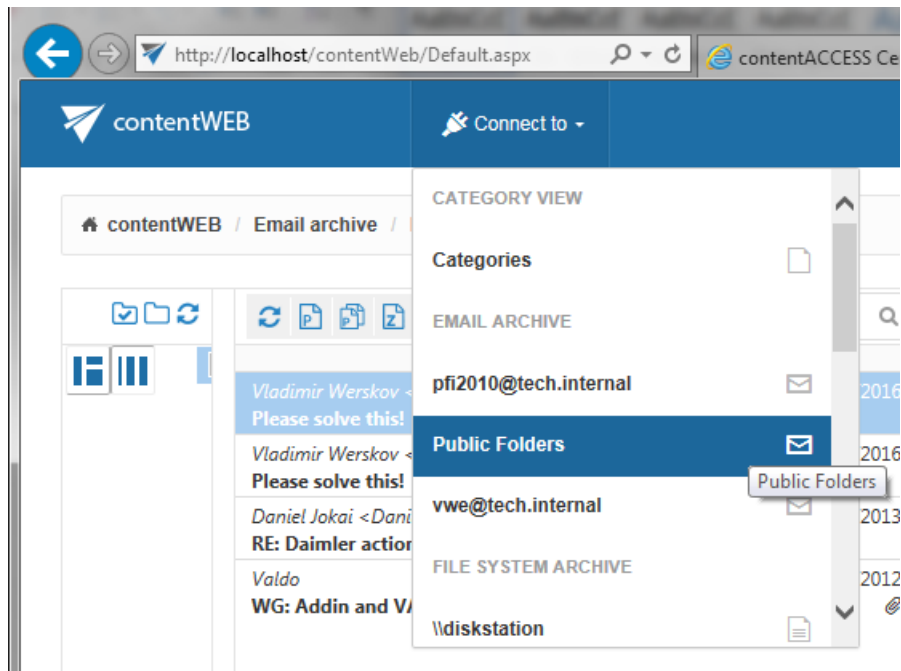 http://localhost/contentWeb/Default.aspx
contentACCESS Ce
contentWEB
Connect to
CATEGORY VIEW
contentWEB / Email archive /
Categories
EMAIL ARCHIVE
pfi2010@tech.internal
Vladimir Werskov <
2016
Please solve this!
Public Folders
Vladimir Werskov <
2016
Please solve this!
Public Folders
vwe@tech.internal
Daniel Jokai <Dani
2013
RE: Daimler action
FILE SYSTEM ARCHIVE
Valdo
2012
WG: Addin and VA
\\diskstation